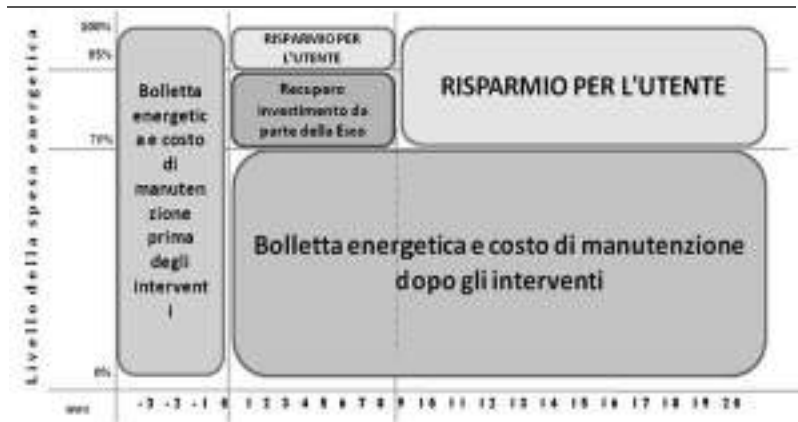 Livello della spesa energetica
100%
85%
70%
0%
Bolletta
energetic
a e costo
di
manuten
zione
prima
degli
intervent
i
RISPARMIO PER
L'UTENTE
Recupero
investimento da
parte della Esco
RISPARMIO PER L'UTENTE
Bolletta energetica e costo di manutenzione
dopo gli interventi
-3 -2 -1 0 1 2 3 4 5 6 7 8 9 10 11 12 13 14 15 16 17 18 19 20